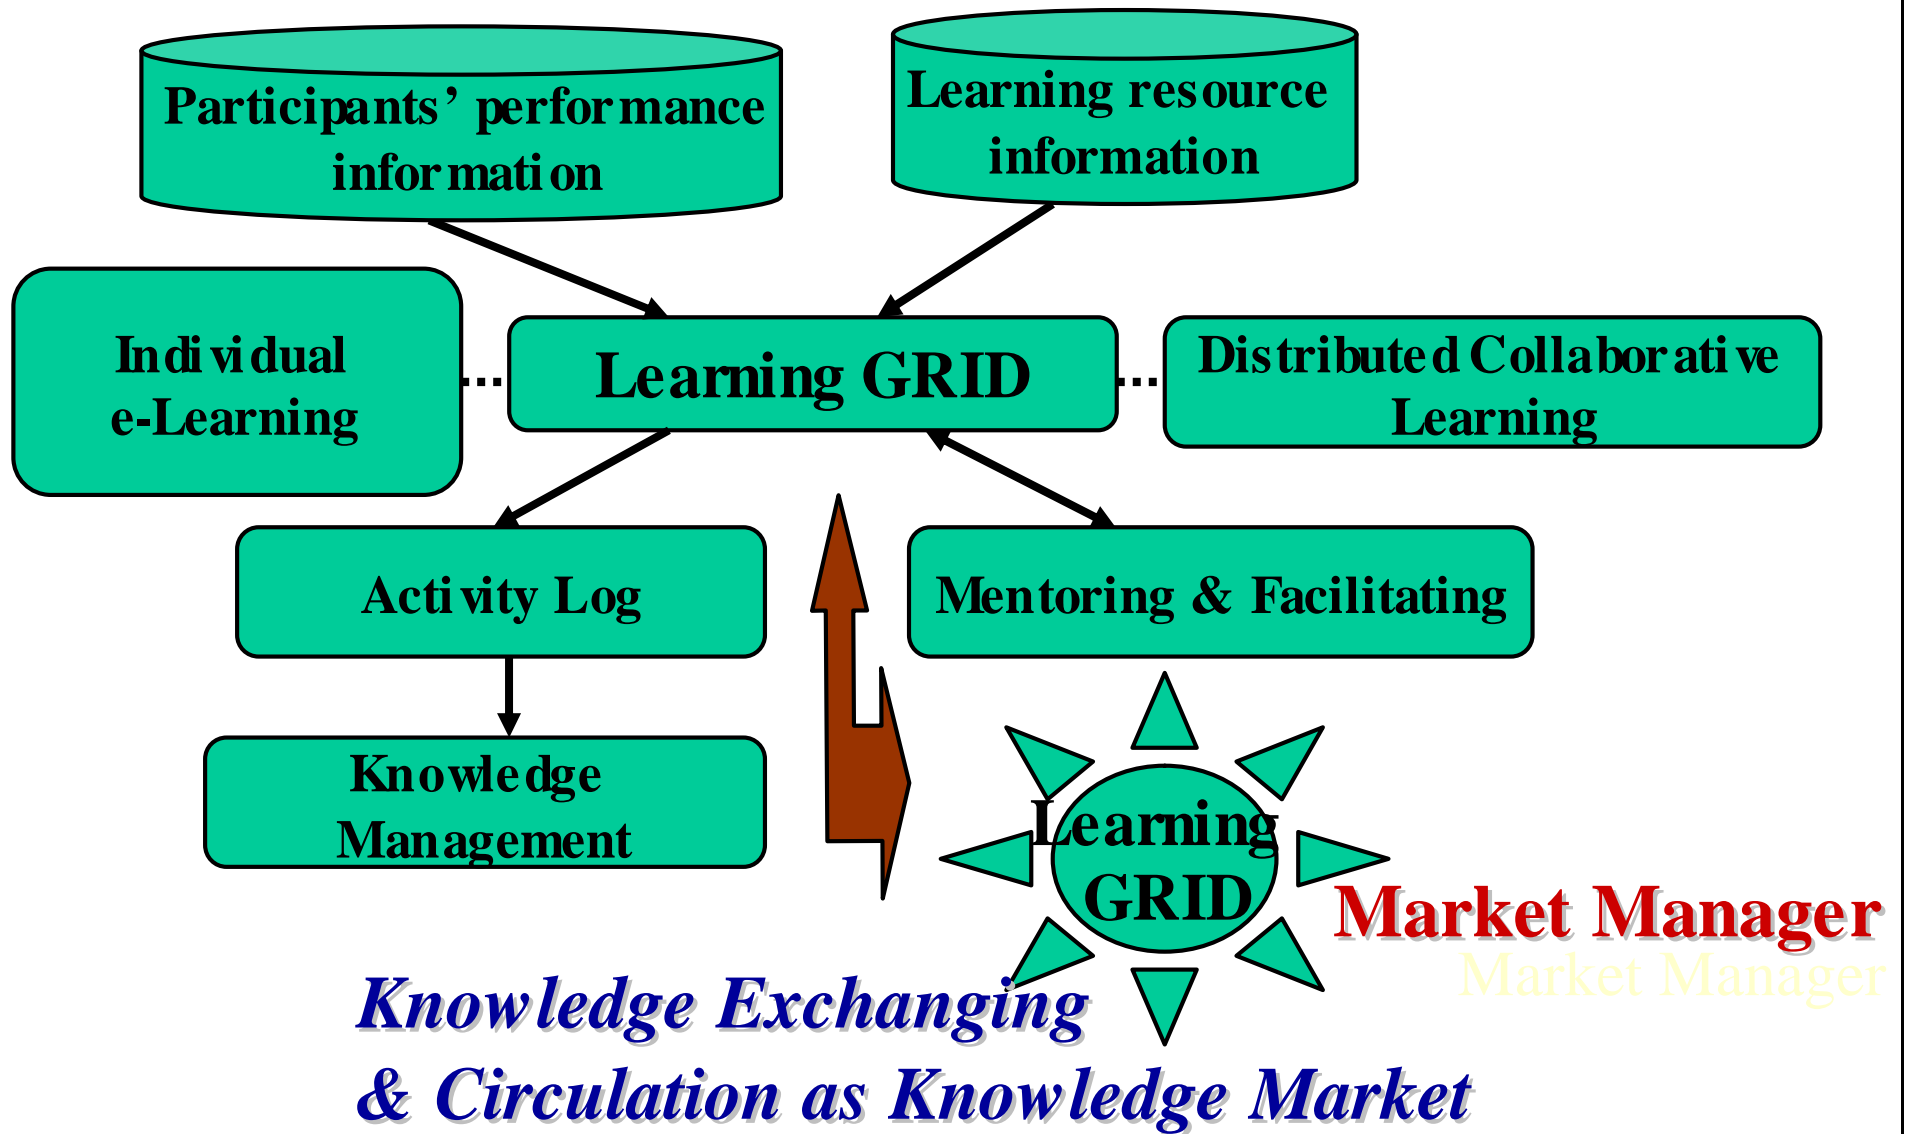 Participants’ performance
information
Learning resource
information
Individual
e-Learning
Learning GRID
Distributed Collaborative
Learning
Activity Log
Mentoring & Facilitating
Knowledge
Management
Learning
GRID
Market Manager
Market Manager
Knowledge Exchanging
& Circulation as Knowledge Market